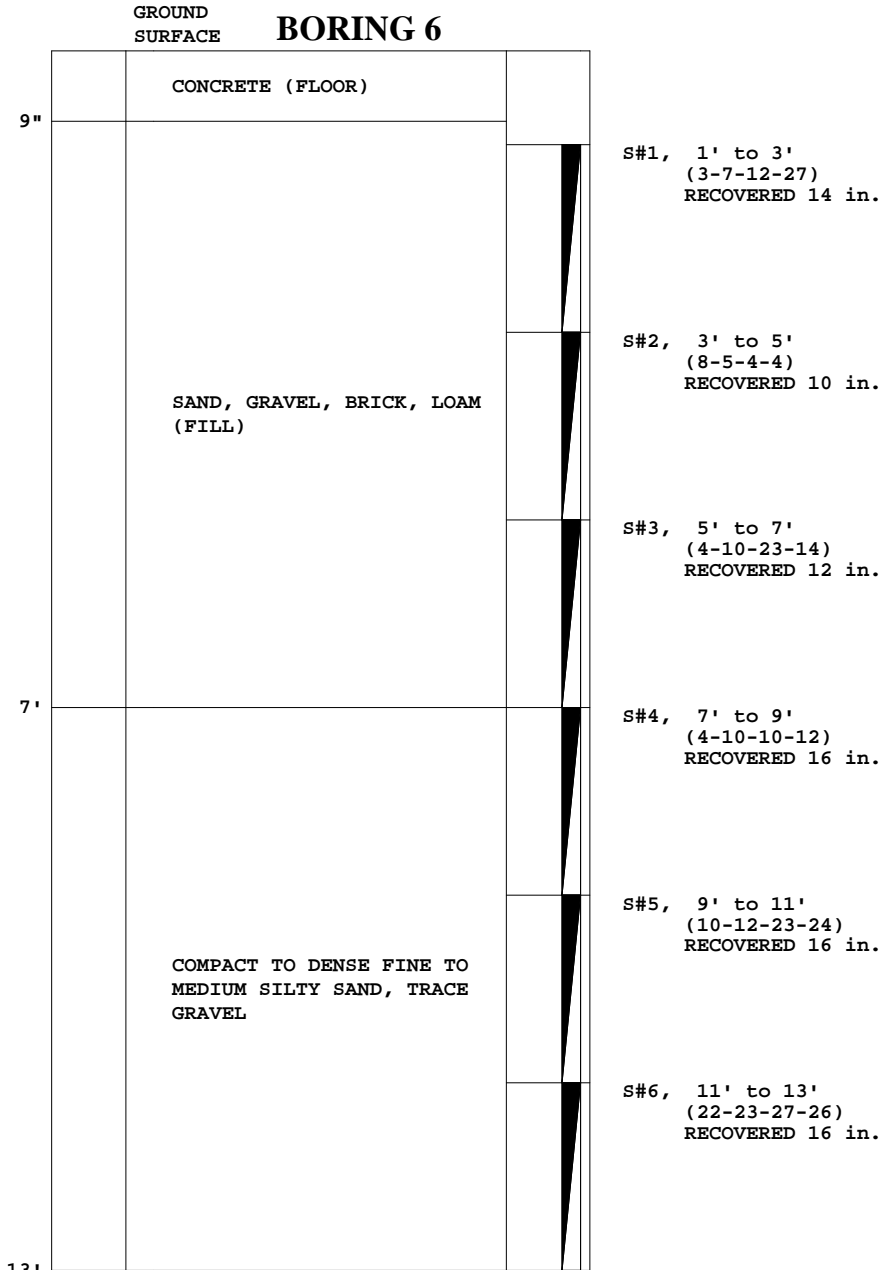 GROUND
SURFACE
BORING 6
CONCRETE (FLOOR)
9"
S#1, 1' to 3'
(3-7-12-27)
RECOVERED 14 in.
S#2, 3' to 5'
(8-5-4-4)
RECOVERED 10 in.
SAND, GRAVEL, BRICK, LOAM
(FILL)
S#3, 5' to 7'
(4-10-23-14)
RECOVERED 12 in.
7'
S#4, 7' to 9'
(4-10-10-12)
RECOVERED 16 in.
S#5, 9' to 11'
(10-12-23-24)
RECOVERED 16 in.
COMPACT TO DENSE FINE TO
MEDIUM SILTY SAND, TRACE
GRAVEL
S#6, 11' to 13'
(22-23-27-26)
RECOVERED 16 in.
13'